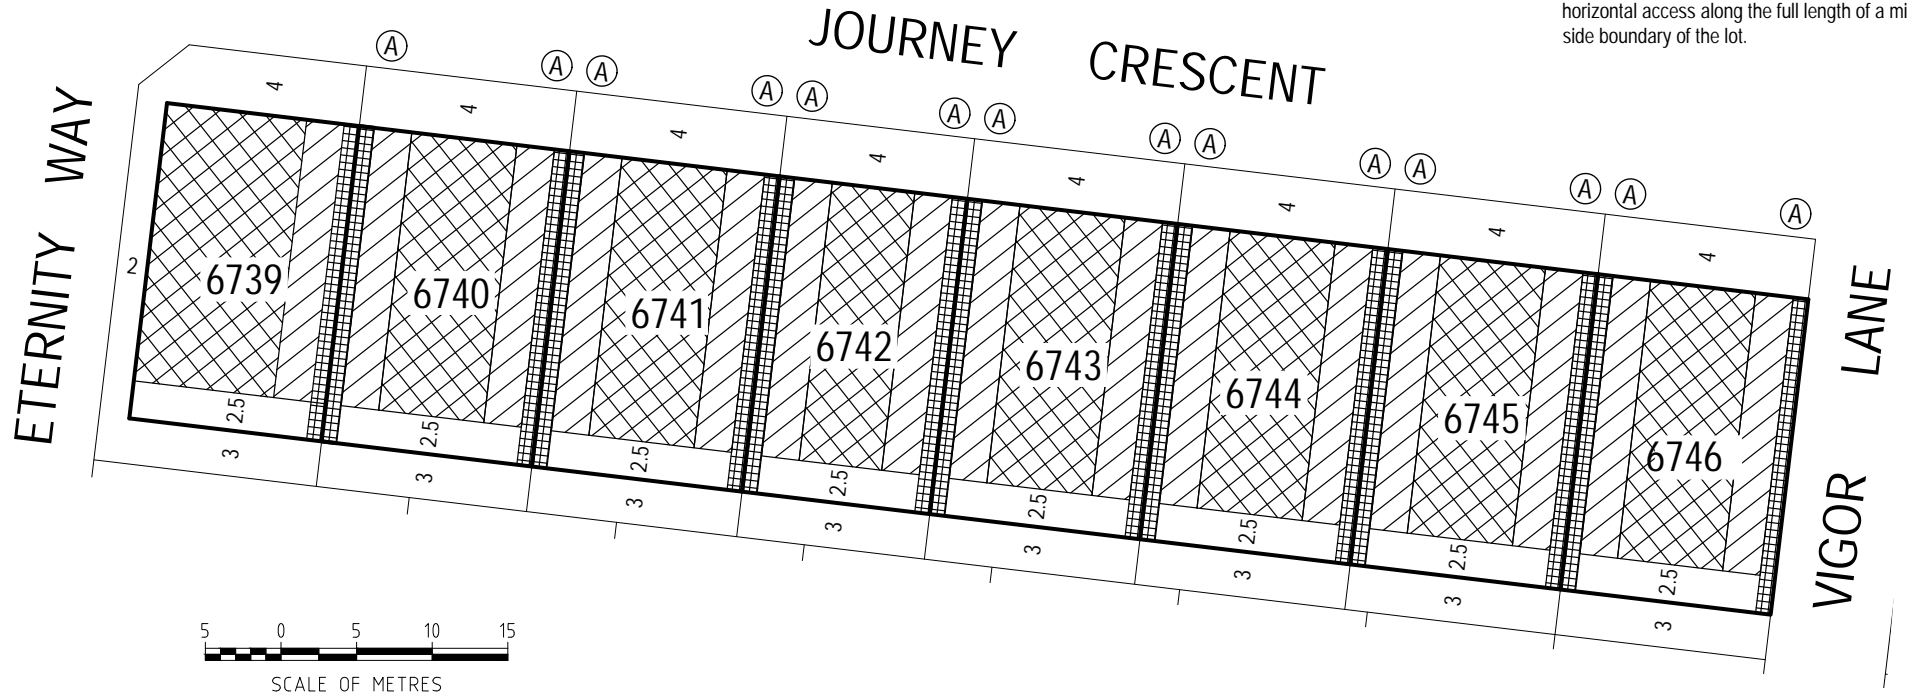 horizontal access along the full length of a mi
side boundary of the lot.
JOURNEY CRESCENT
ETERNITY WAY
VIGOR LANE
A
A A
A A
A A
A A
A A
A A
A
4 4 4 4 4 4 4 4
2
6739
6740
6741
6742
6743
6744
6745
6746
2.5 2.5 2.5 2.5 2.5 2.5 2.5 2.5
3 3 3 3 3 3 3 3
5 0 5 10 15
SCALE OF METRES